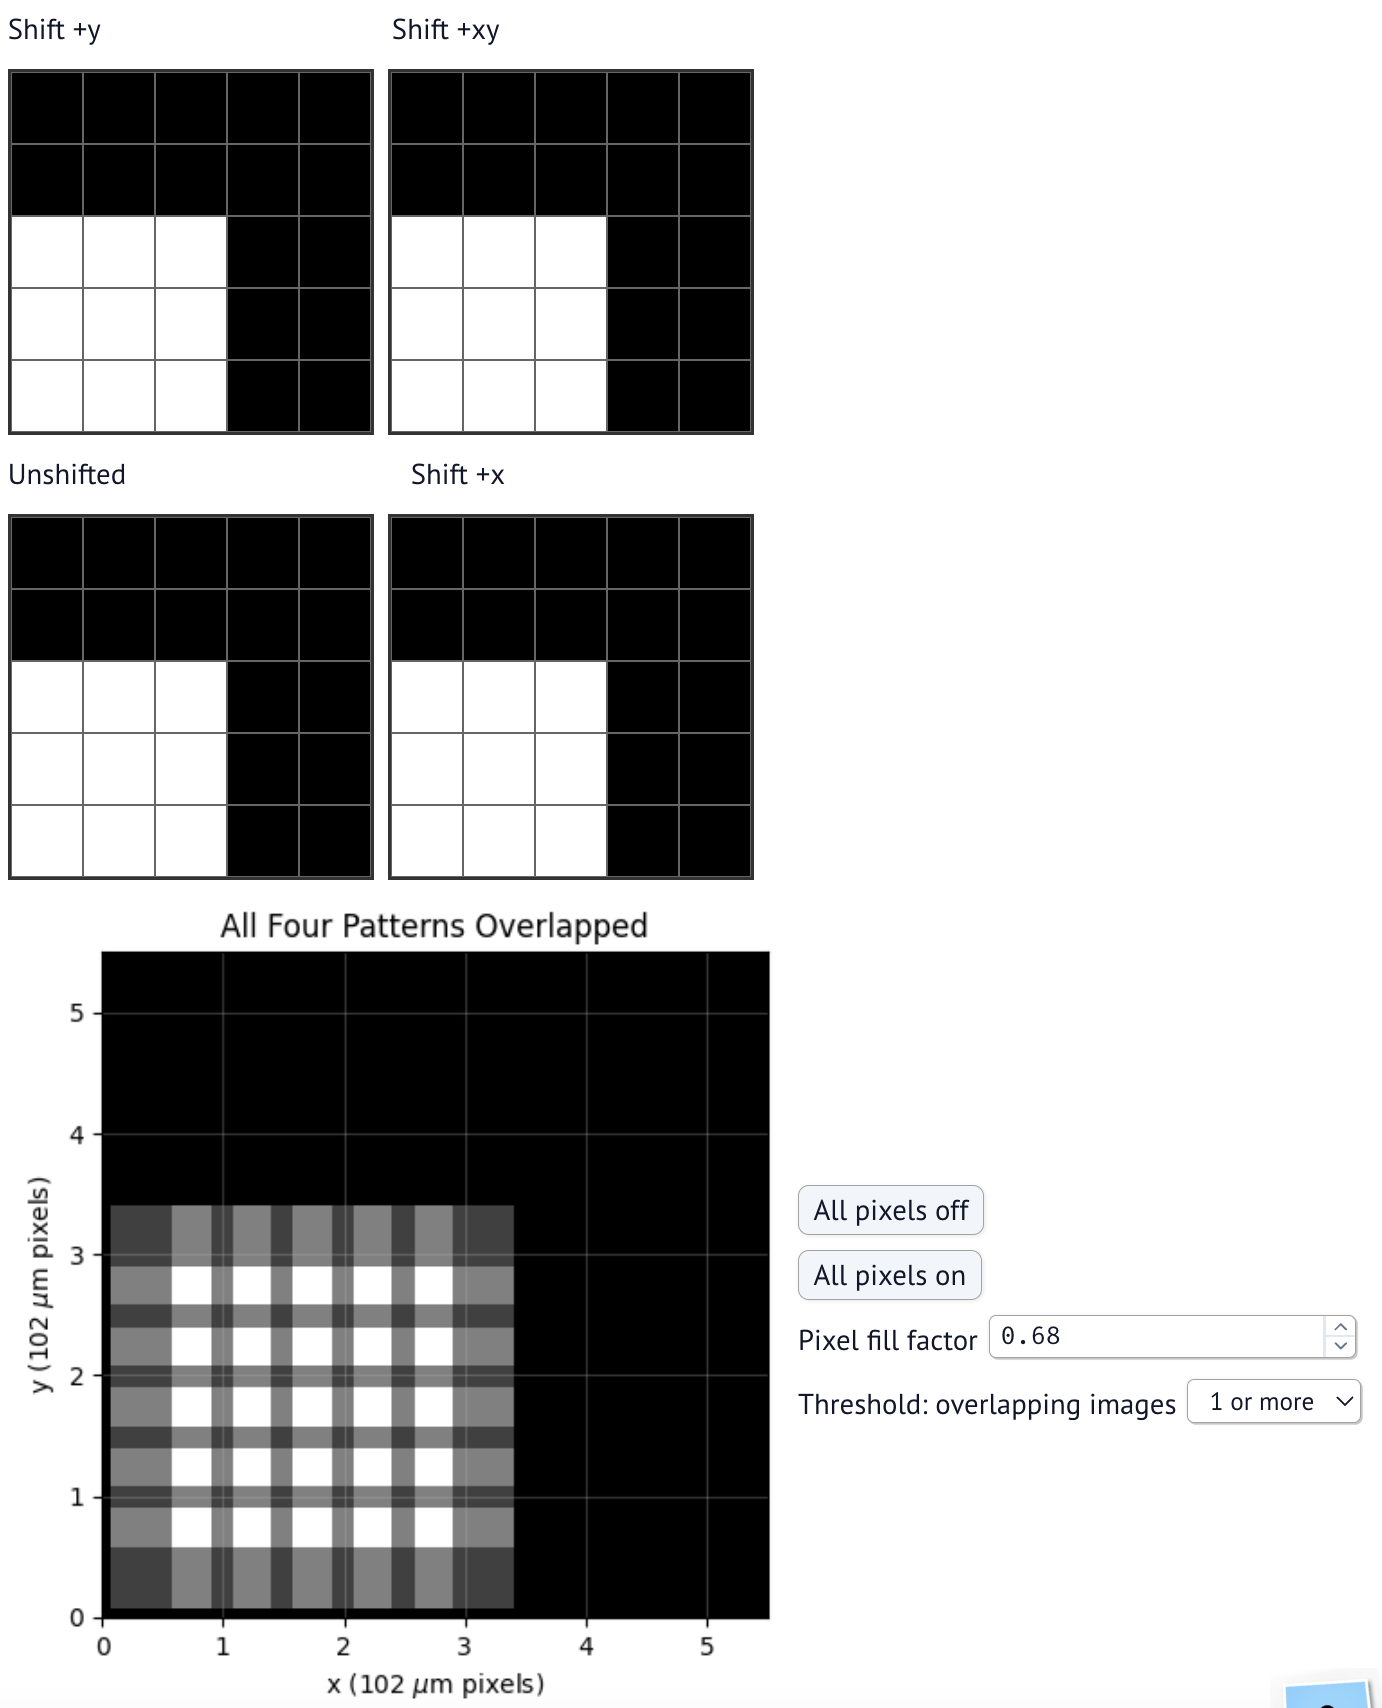 Shift +y
Shift +xy
Unshifted
Shift +x
All Four Patterns Overlapped
5
4
3
2
1
0
y (102 μm pixels)
0 1 2 3 4 5
x (102 μm pixels)
All pixels off
All pixels on
Pixel fill factor 0.68
Threshold: overlapping images 1 or more